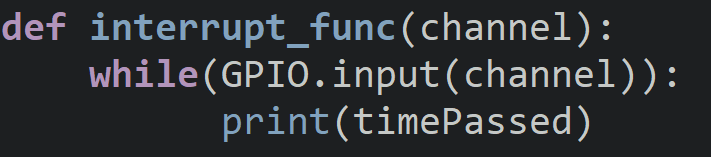 def interrupt_func(channel):
    while(GPIO.input(channel)):
          print(timePassed)